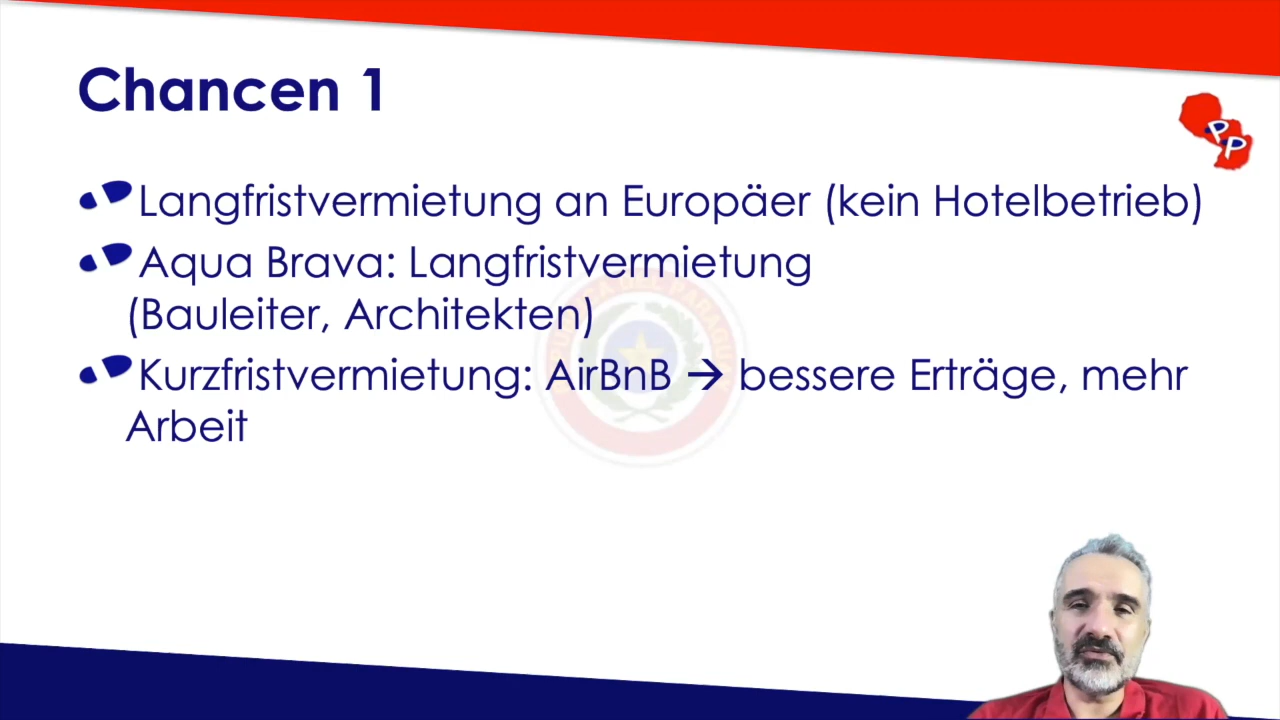 Chancen 1
P
P
Langfristvermietung an Europäer (kein Hotelbetrieb)
Aqua Brava: Langfristvermietung
(Bauleiter, Architekten)
Kurzfristvermietung: AirBnB → bessere Erträge, mehr
Arbeit